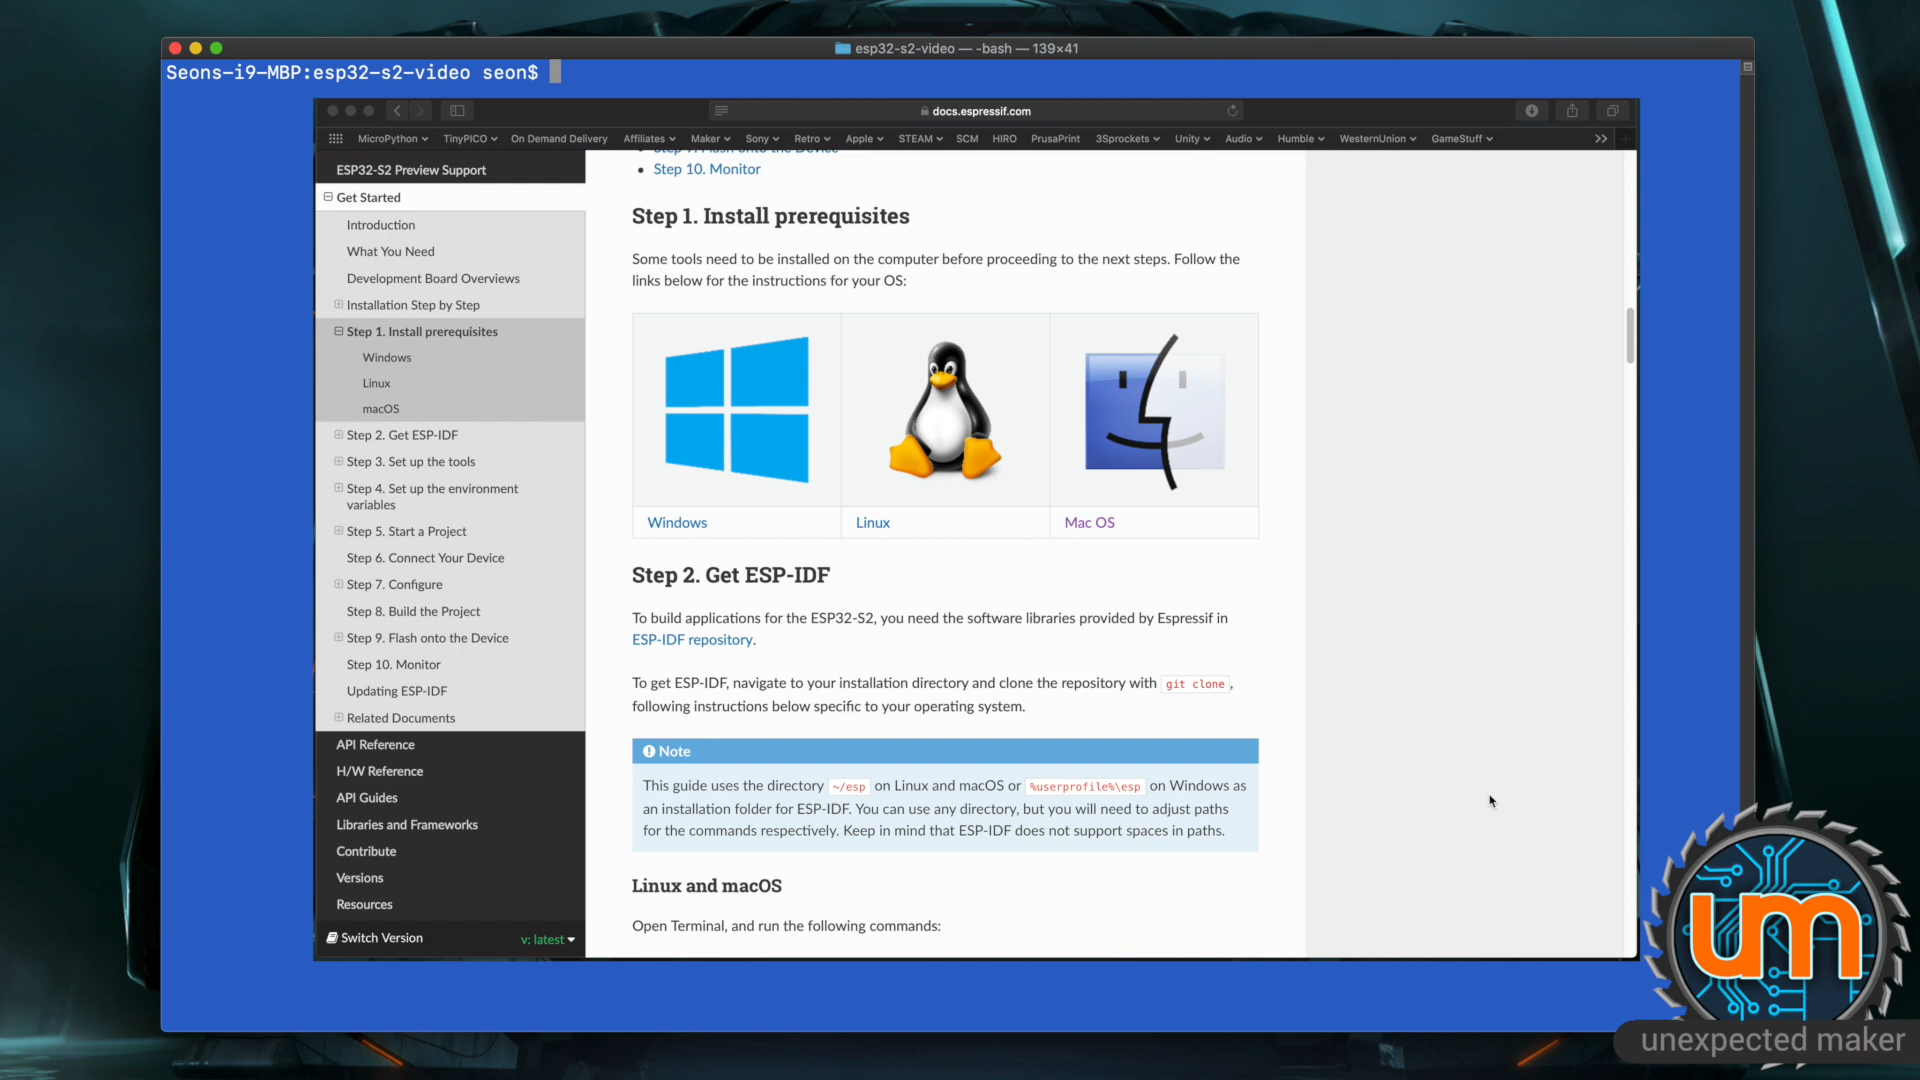 esp32-s2-video — -bash — 139×41
Seons-i9-MBP:esp32-s2-video seon$
docs.espressif.com
MicroPython TinyPICO On Demand Delivery Affiliates Maker Sony Retro Apple STEAM SCM HIRO PrusaPrint 3Sprockets Unity Audio Humble WesternUnion GameStuff
ESP32-S2 Preview Support
Get Started
Introduction
What You Need
Development Board Overviews
Installation Step by Step
Step 1. Install prerequisites
Windows
Linux
macOS
Step 2. Get ESP-IDF
Step 3. Set up the tools
Step 4. Set up the environment
variables
Step 5. Start a Project
Step 6. Connect Your Device
Step 7. Configure
Step 8. Build the Project
Step 9. Flash onto the Device
Step 10. Monitor
Updating ESP-IDF
Related Documents
API Reference
H/W Reference
API Guides
Libraries and Frameworks
Contribute
Versions
Resources
Switch Version v: latest
Step 9. Flash onto the Device
Step 10. Monitor
Step 1. Install prerequisites
Some tools need to be installed on the computer before proceeding to the next steps. Follow the
links below for the instructions for your OS:
Windows Linux Mac OS
Step 2. Get ESP-IDF
To build applications for the ESP32-S2, you need the software libraries provided by Espressif in
ESP-IDF repository.
To get ESP-IDF, navigate to your installation directory and clone the repository with git clone,
following instructions below specific to your operating system.
Note
This guide uses the directory ~/esp on Linux and macOS or %userprofile%\esp on Windows as
an installation folder for ESP-IDF. You can use any directory, but you will need to adjust paths
for the commands respectively. Keep in mind that ESP-IDF does not support spaces in paths.
Linux and macOS
Open Terminal, and run the following commands:
um
unexpected maker